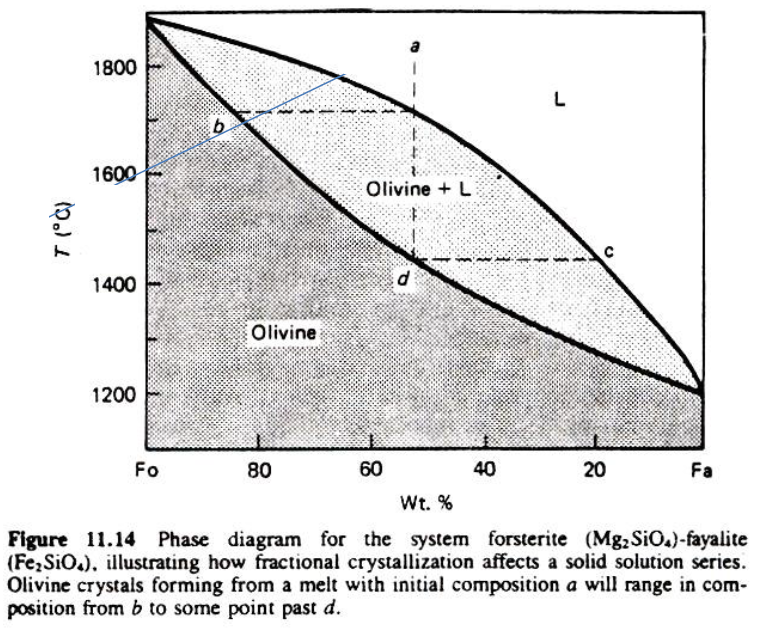 a
1800
L
b
1600
Olivine + L
T (°C)
c
d
1400
Olivine
1200
Fo 80 60 40 20 Fa
Wt. %
Figure 11.14 Phase diagram for the system forsterite (Mg₂SiO₄)-fayalite
(Fe₂SiO₄), illustrating how fractional crystallization affects a solid solution series.
Olivine crystals forming from a melt with initial composition a will range in com-
position from b to some point past d.